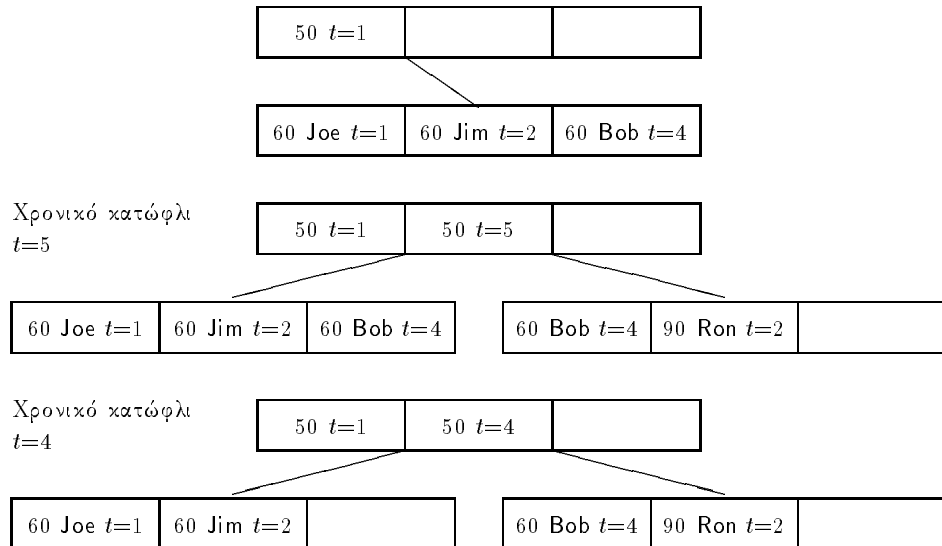 50 t=1
60 Joe t=1 60 Jim t=2 60 Bob t=4
Χρονικό κατώφλι
t=5
50 t=1 50 t=5
60 Joe t=1 60 Jim t=2 60 Bob t=4 60 Bob t=4 90 Ron t=2
Χρονικό κατώφλι
t=4
50 t=1 50 t=4
60 Joe t=1 60 Jim t=2 60 Bob t=4 90 Ron t=2